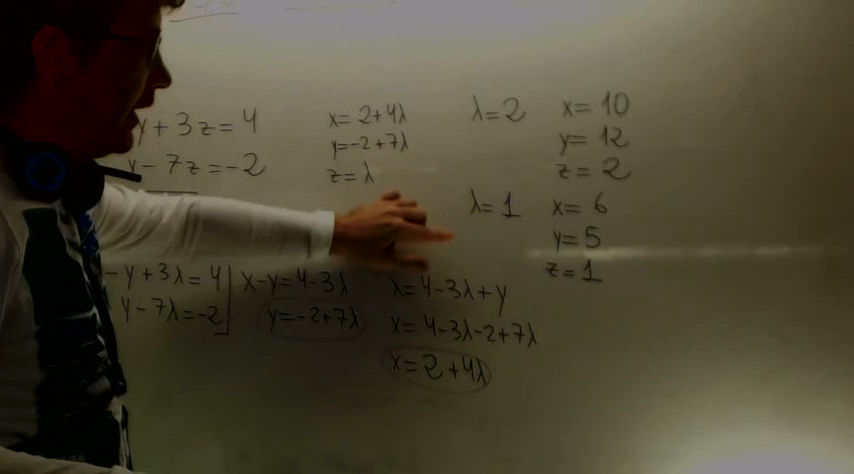 y + 3z = 4
y - 7z = -2
x = 2 + 4λ
y = -2 + 7λ
z = λ
λ = 2
x = 10
y = 12
z = 2
λ = 1
x = 6
y = 5
z = 1
- y + 3λ = 4
y - 7λ = -2
x - y = 4 - 3λ
y = -2 + 7λ
x = 4 - 3λ + y
x = 4 - 3λ - 2 + 7λ
x = 2 + 4λ